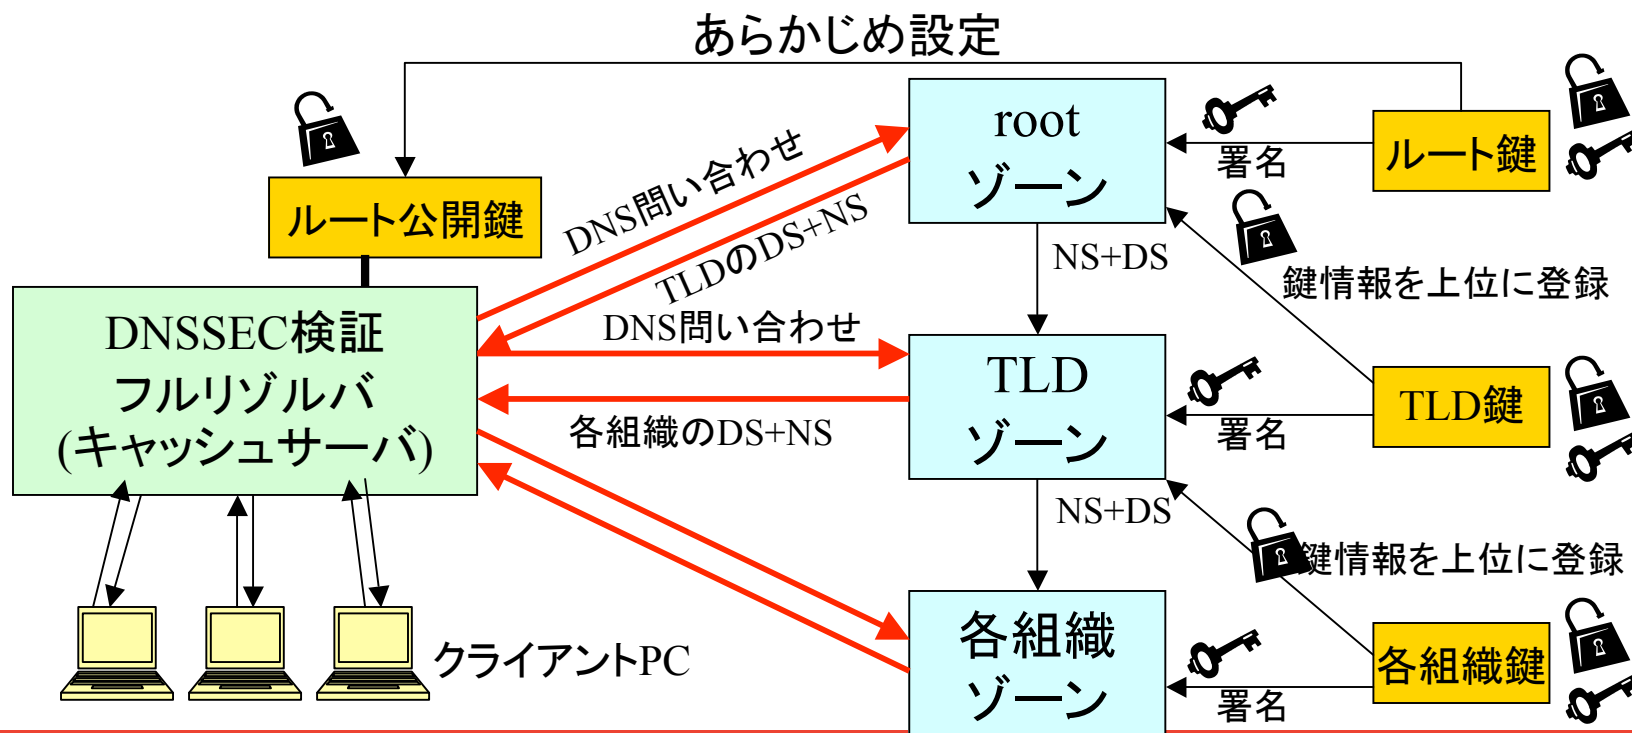 あらかじめ設定
root
ゾーン
署名
ルート鍵
ルート公開鍵
DNS問い合わせ
TLDのDS+NS
NS+DS
鍵情報を上位に登録
DNSSEC検証
フルリゾルバ
(キャッシュサーバ)
DNS問い合わせ
各組織のDS+NS
TLD
ゾーン
署名
TLD鍵
NS+DS
鍵情報を上位に登録
クライアントPC
各組織
ゾーン
署名
各組織鍵